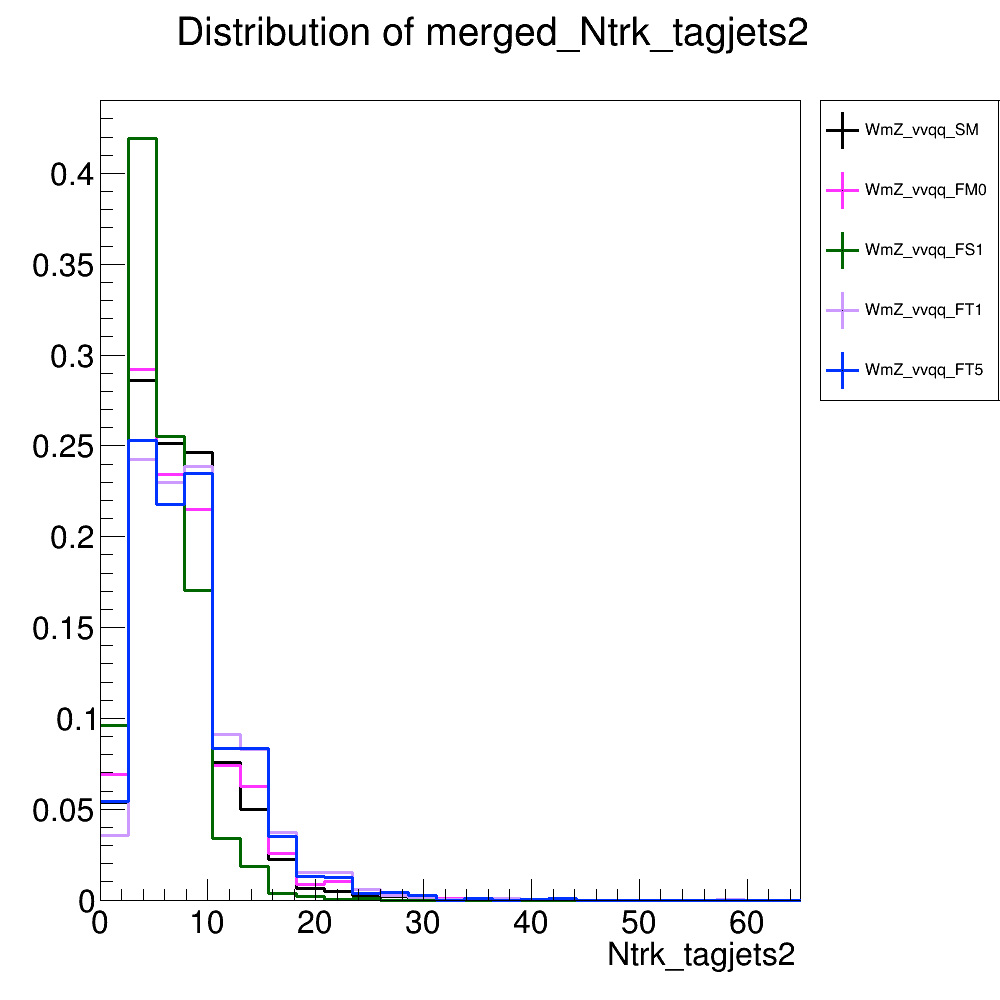 Distribution of merged_Ntrk_tagjets2
WmZ_vvqq_SM
WmZ_vvqq_FM0
WmZ_vvqq_FS1
WmZ_vvqq_FT1
WmZ_vvqq_FT5
0.4
0.35
0.3
0.25
0.2
0.15
0.1
0.05
0
0 10 20 30 40 50 60
Ntrk_tagjets2